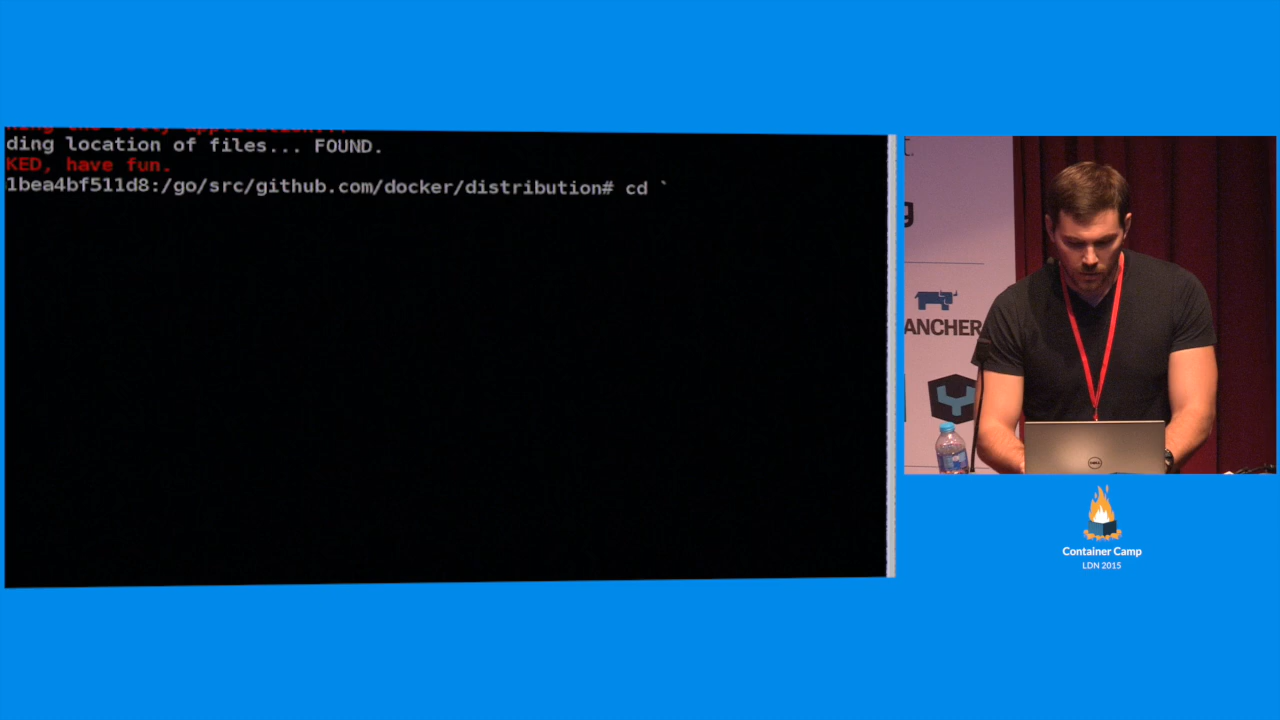 ding location of files... FOUND.
KED, have fun.
1bea4bf511d8:/go/src/github.com/docker/distribution# cd `
ANCHER
DELL
Container Camp
LDN 2015